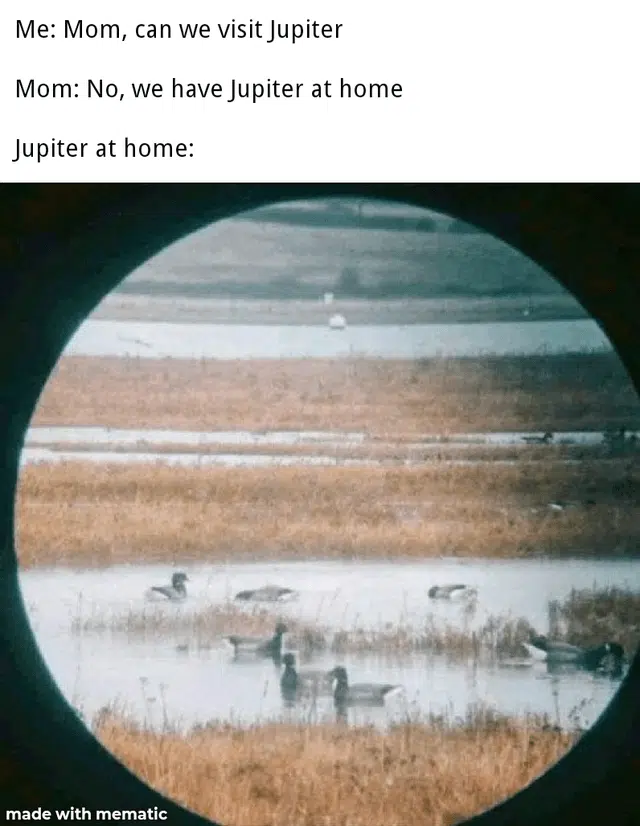 Me: Mom, can we visit Jupiter
Mom: No, we have Jupiter at home
Jupiter at home:
made with mematic